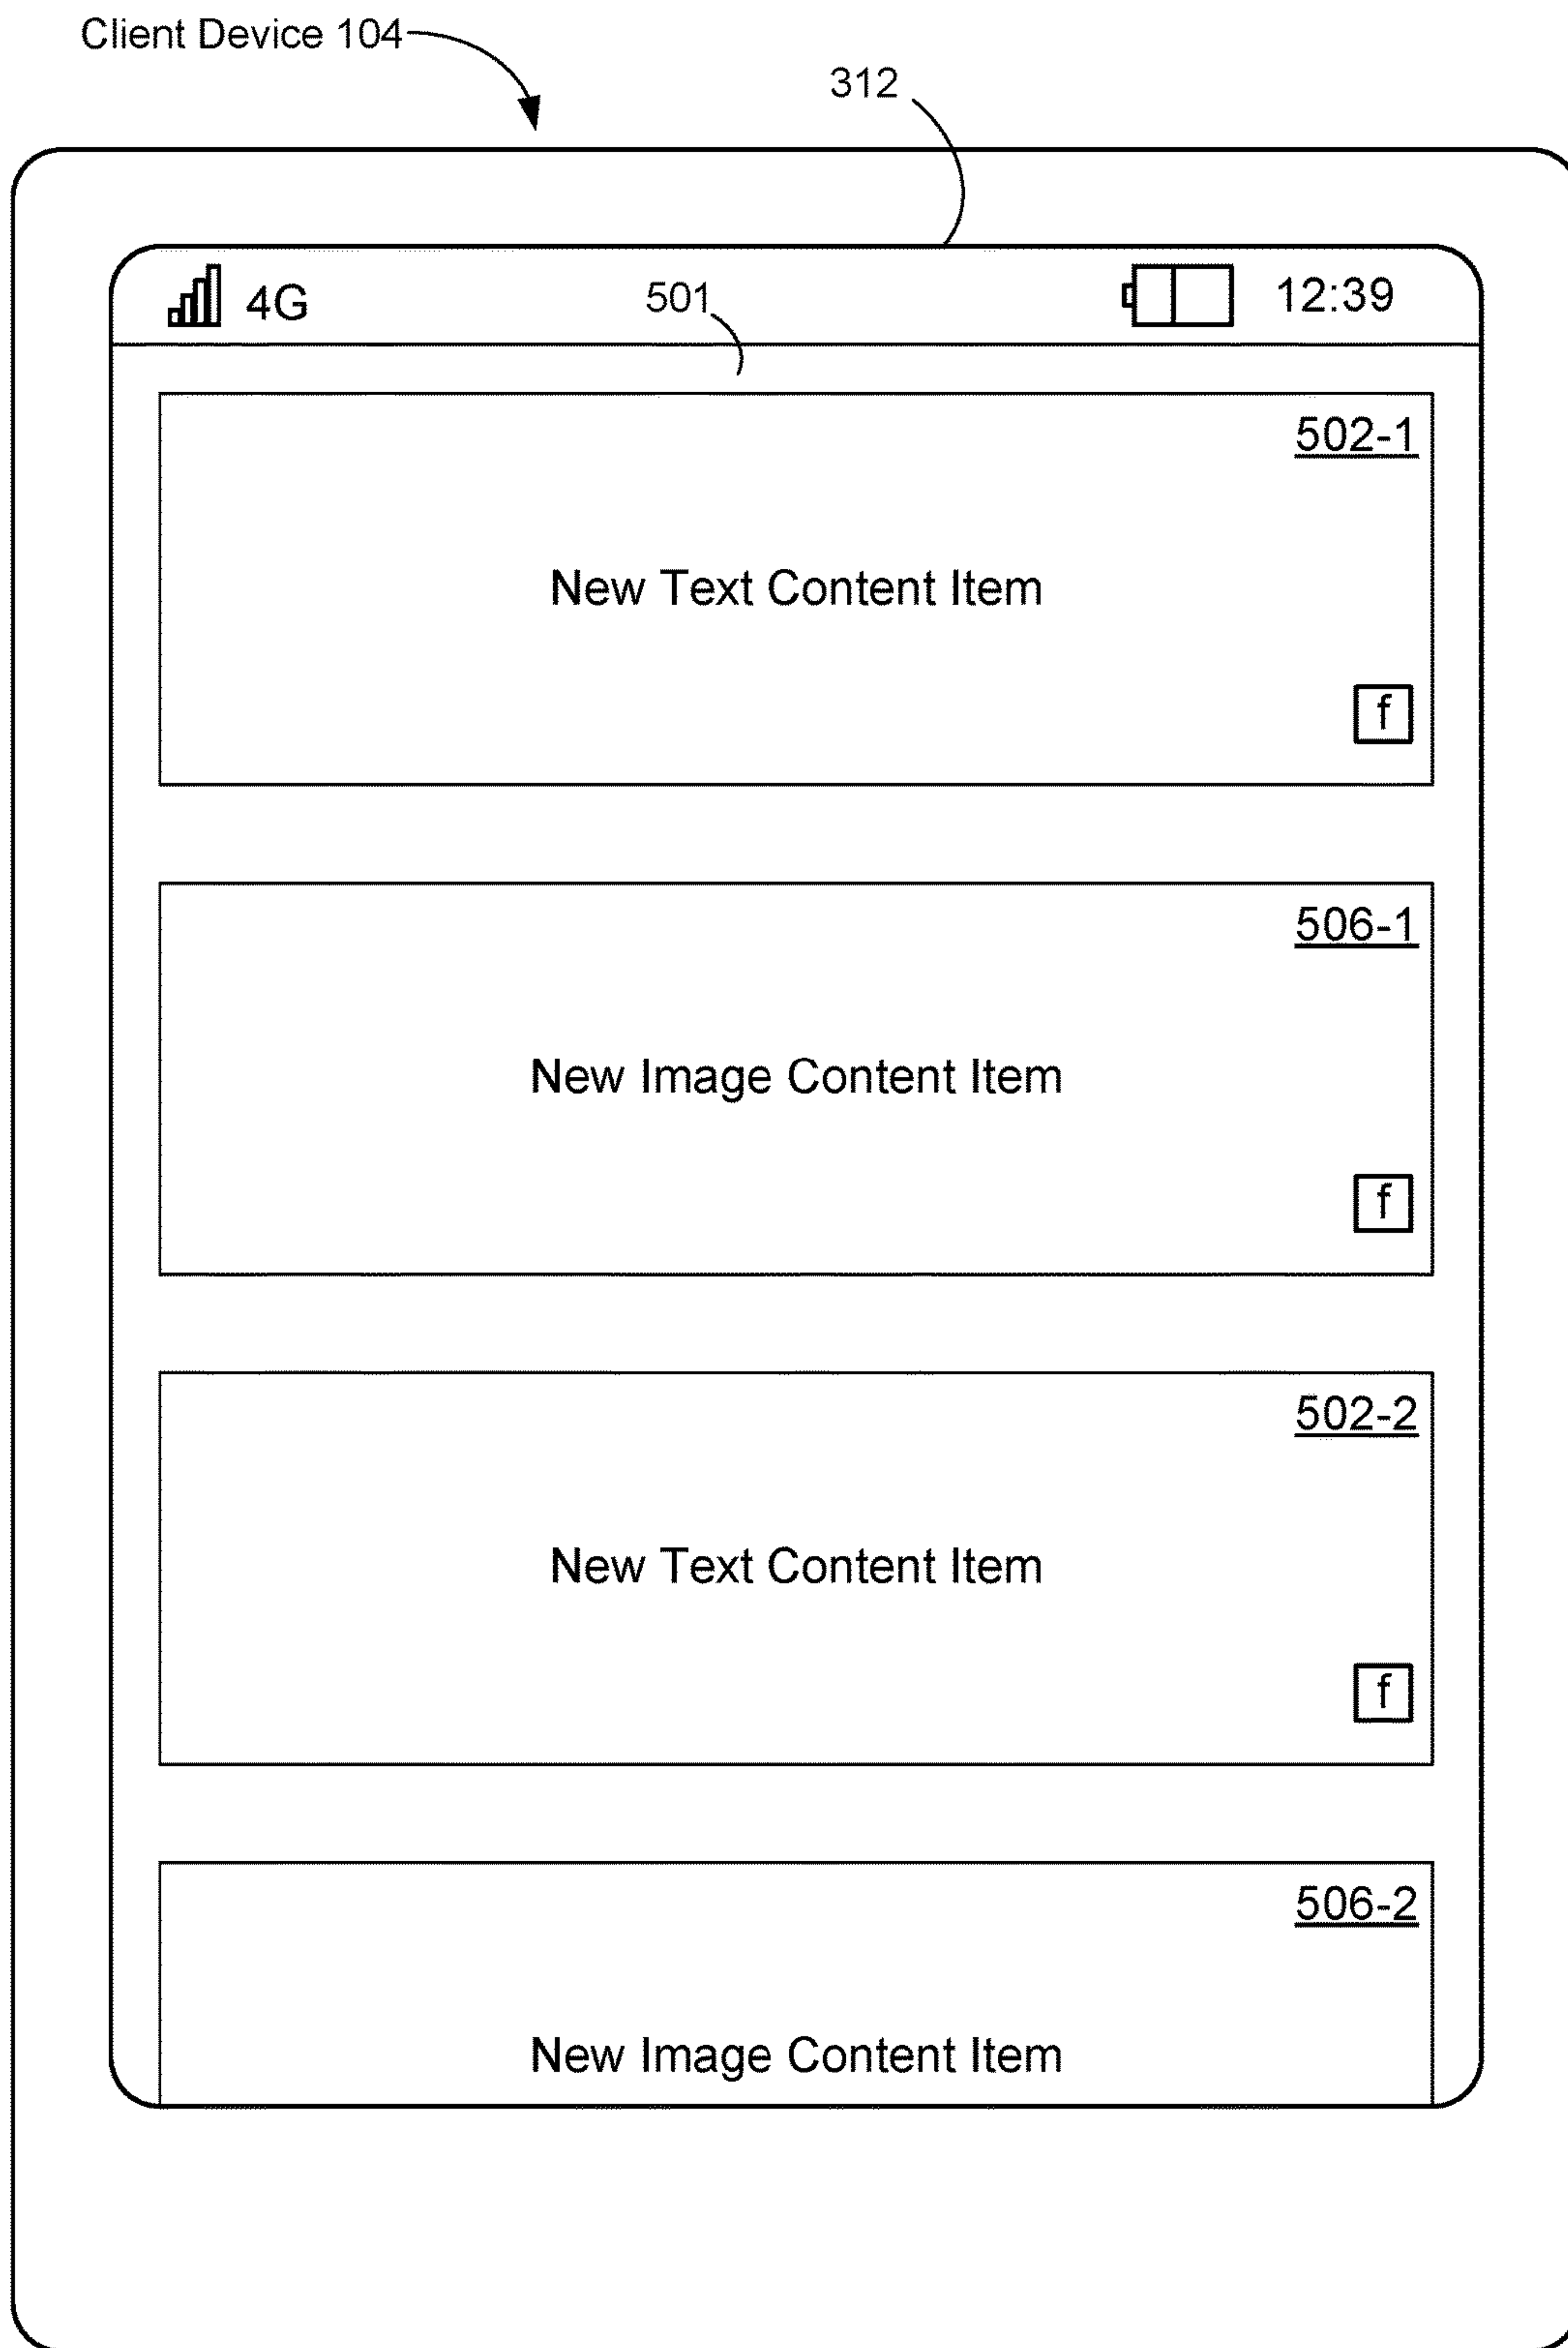 Client Device 104
312
4G
501
12:39
502-1
New Text Content Item
f
506-1
New Image Content Item
f
502-2
New Text Content Item
f
506-2
New Image Content Item